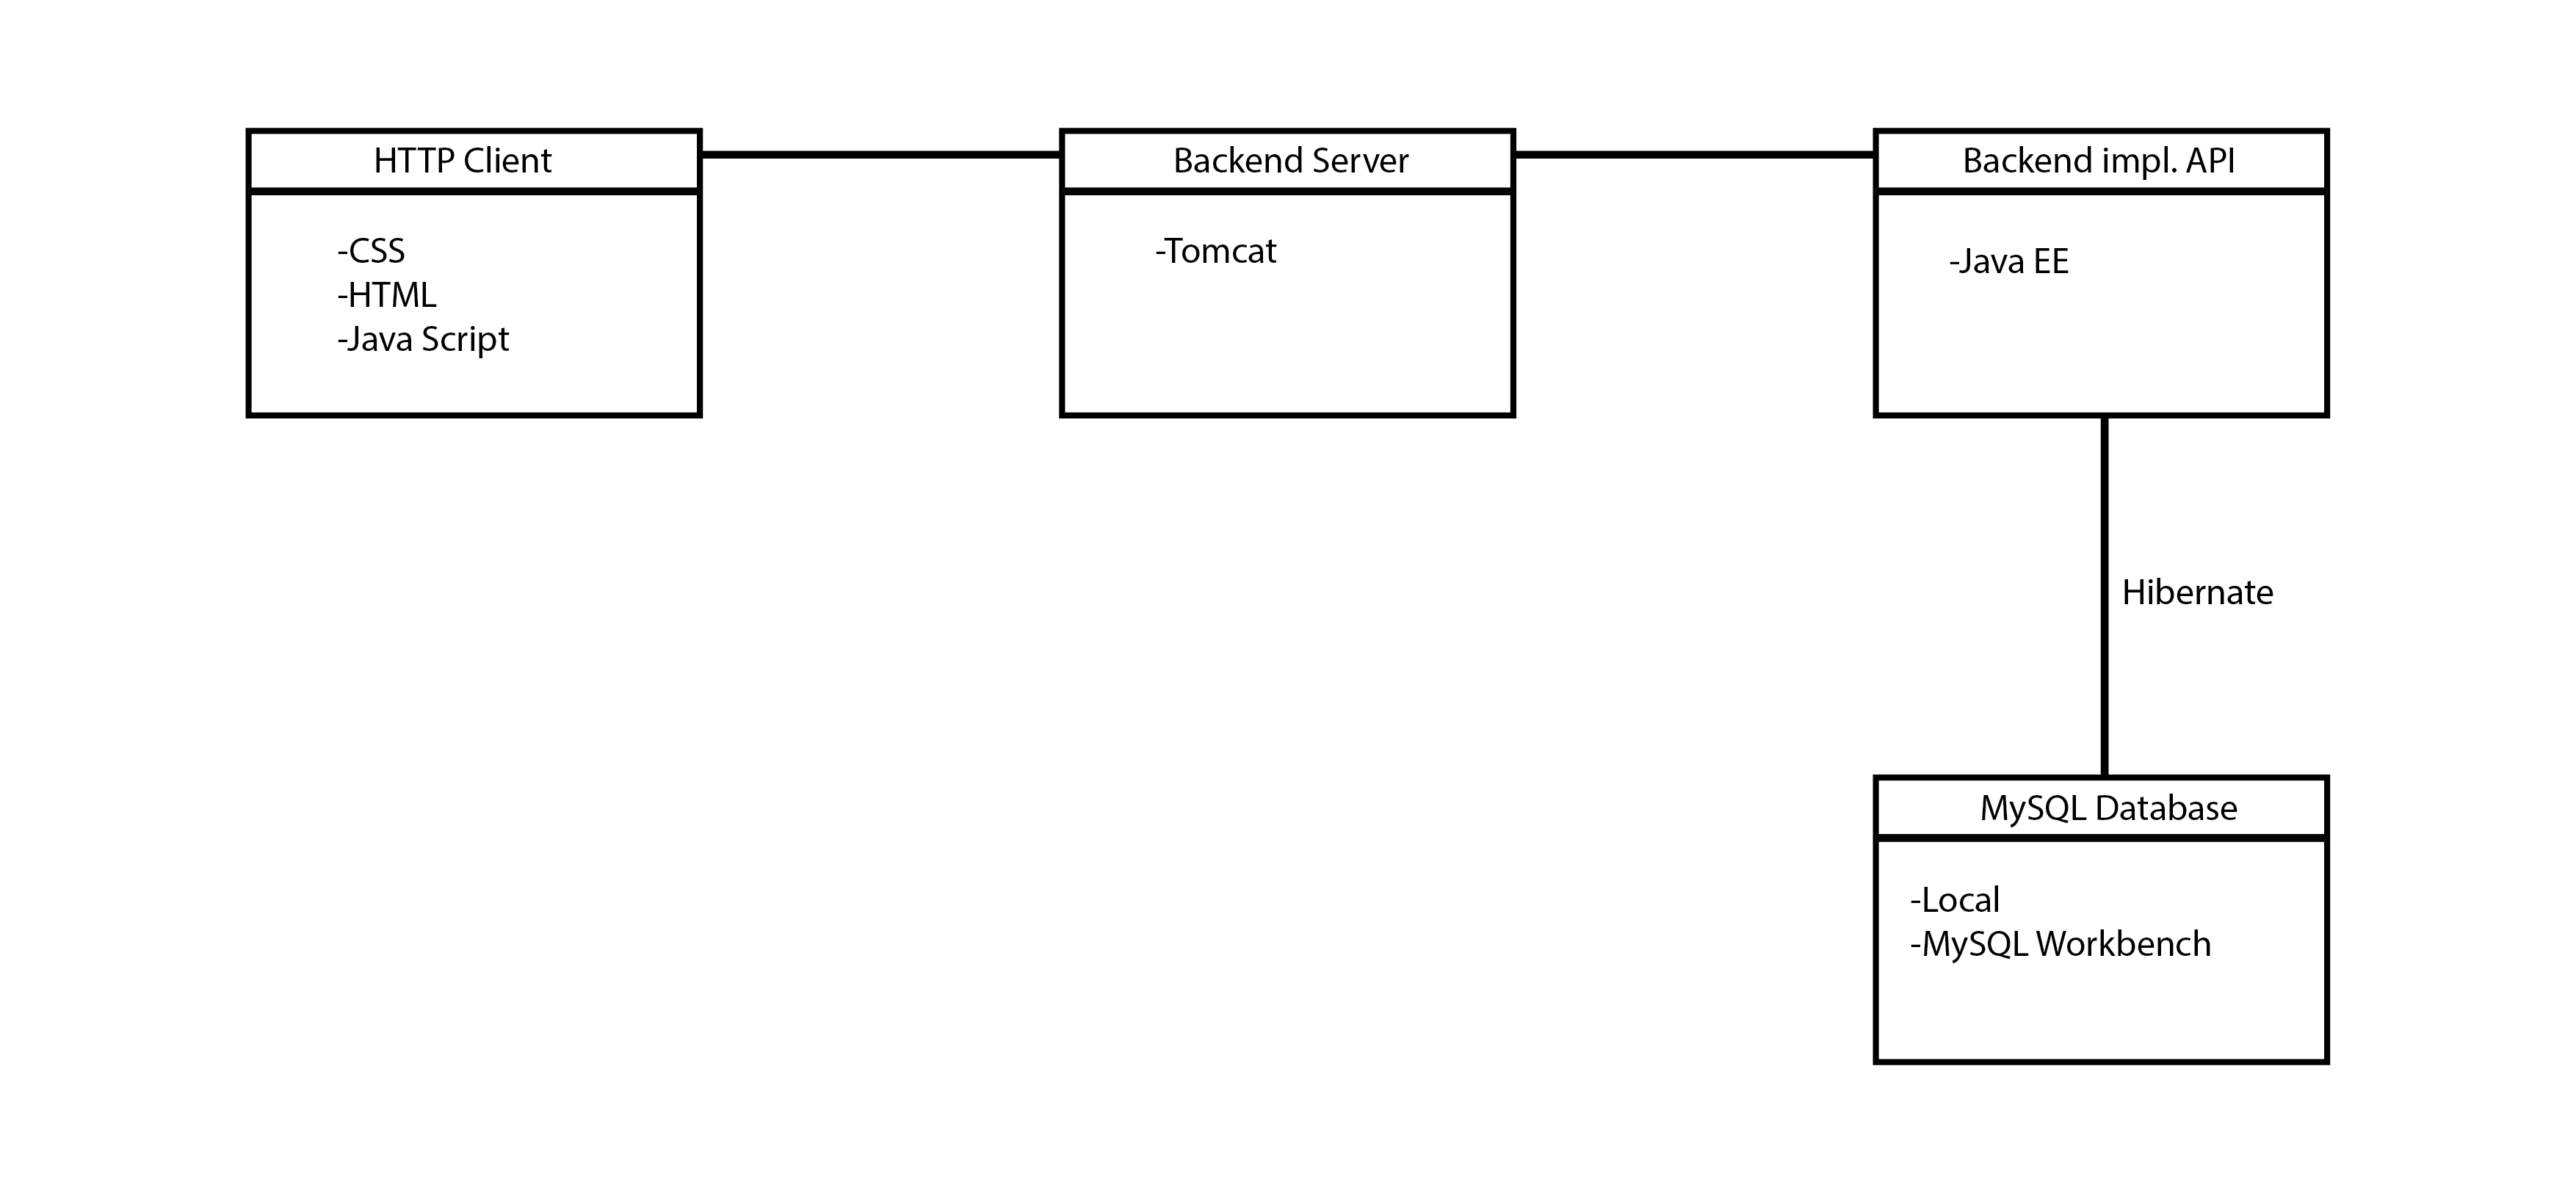 HTTP Client
-CSS
-HTML
-Java Script
Backend Server
-Tomcat
Backend impl. API
-Java EE
Hibernate
MySQL Database
-Local
-MySQL Workbench